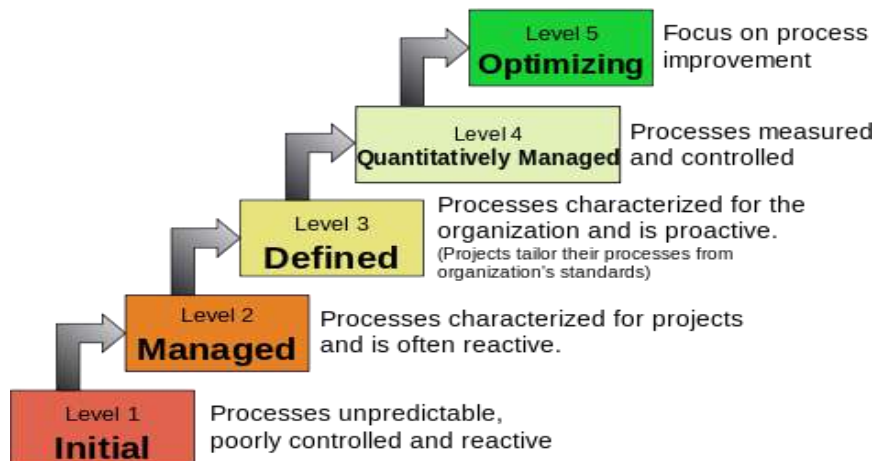 Level 5
Optimizing
Focus on process
improvement
Level 4
Quantitatively Managed
Processes measured
and controlled
Level 3
Defined
Processes characterized for the
organization and is proactive.
(Projects tailor their processes from
organization's standards)
Level 2
Managed
Processes characterized for projects
and is often reactive.
Level 1
Initial
Processes unpredictable,
poorly controlled and reactive